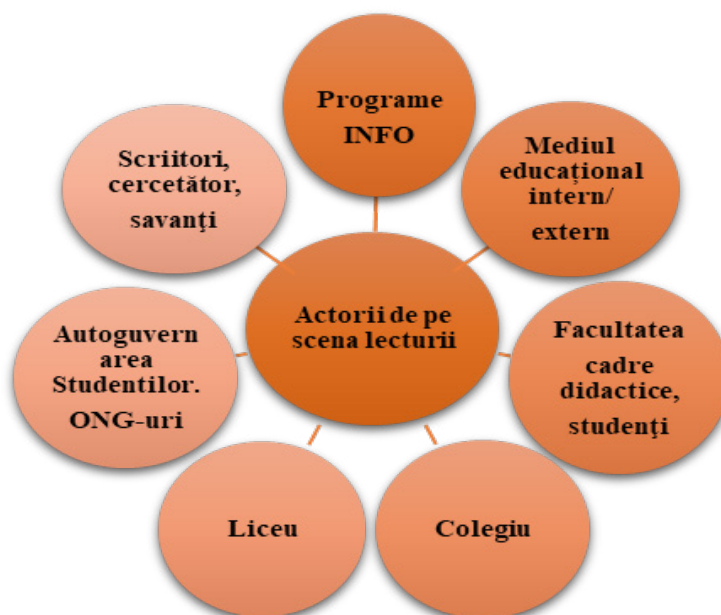 Programe
INFO
Mediul
educațional
intern/
extern
Facultatea
cadre
didactice,
studenţi
Colegiu
Liceu
Autoguvern
area
Studentilor.
ONG-uri
Scriitori,
cercetător,
savanţi
Actorii de pe
scena lecturii